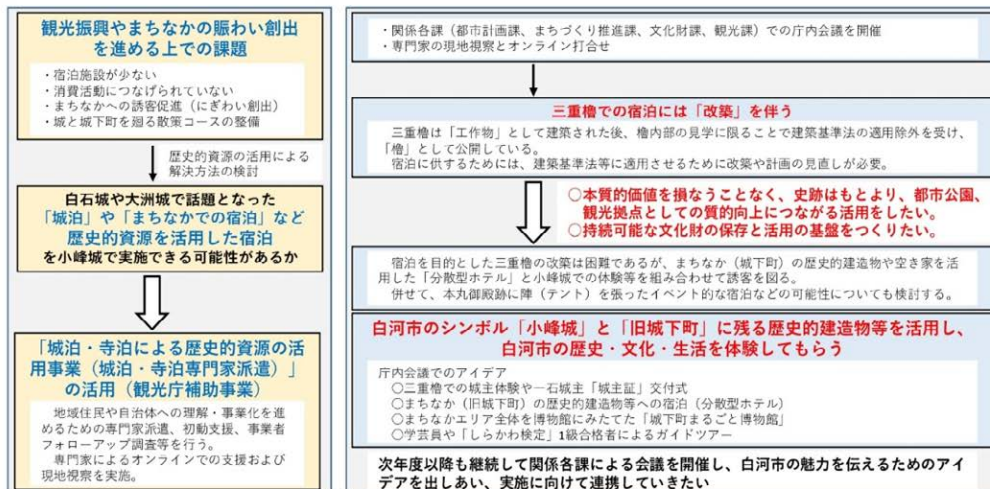 観光振興やまちなかの賑わい創出
を進める上での課題
・宿泊施設が少ない
・消費活動につなげられていない
・まちなかへの誘客促進（にぎわい創出）
・城と城下町を廻る散策コースの整備
歴史的資源の活用による
解決方法の検討
白石城や大洲城で話題となった
「城泊」や「まちなかでの宿泊」など
歴史的資源を活用した宿泊
を小峰城で実施できる可能性があるか
「城泊・寺泊による歴史的資源の活
用事業（城泊・寺泊専門家派遣）」
の活用（観光庁補助事業）
地域住民や自治体への理解・事業化を進
めるための専門家派遣、初動支援、事業者
フォローアップ調査等を行う。
専門家によるオンラインでの支援および
現地視察を実施。
・関係各課（都市計画課、まちづくり推進課、文化財課、観光課）での庁内会議を開催
・専門家の現地視察とオンライン打合せ
三重櫓での宿泊には「改築」を伴う
三重櫓は「工作物」として建築された後、櫓内部の見学に限ることで建築基準法の適用除外を受け、
「櫓」として公開している。
宿泊に供するためには、建築基準法等に適用させるために改築や計画の見直しが必要。
○本質的価値を損なうことなく、史跡はもとより、都市公園、
観光拠点としての質的向上につながる活用をしたい。
○持続可能な文化財の保存と活用の基盤をつくりたい。
宿泊を目的とした三重櫓の改築は困難であるが、まちなか（城下町）の歴史的建造物や空き家を活
用した「分散型ホテル」と小峰城での体験等を組み合わせて誘客を図る。
併せて、本丸御殿跡に陣（テント）を張ったイベント的な宿泊などの可能性についても検討する。
白河市のシンボル「小峰城」と「旧城下町」に残る歴史的建造物等を活用し、
白河市の歴史・文化・生活を体験してもらう
庁内会議でのアイデア
○三重櫓での城主体験や一石城主「城主証」交付式
○まちなか（旧城下町）の歴史的建造物等への宿泊（分散型ホテル）
○まちなかエリア全体を博物館にみたてた「城下町まるごと博物館」
○学芸員や「しらかわ検定」1級合格者によるガイドツアー
次年度以降も継続して関係各課による会議を開催し、白河市の魅力を伝えるためのアイ
デアを出しあい、実施に向けて連携していきたい